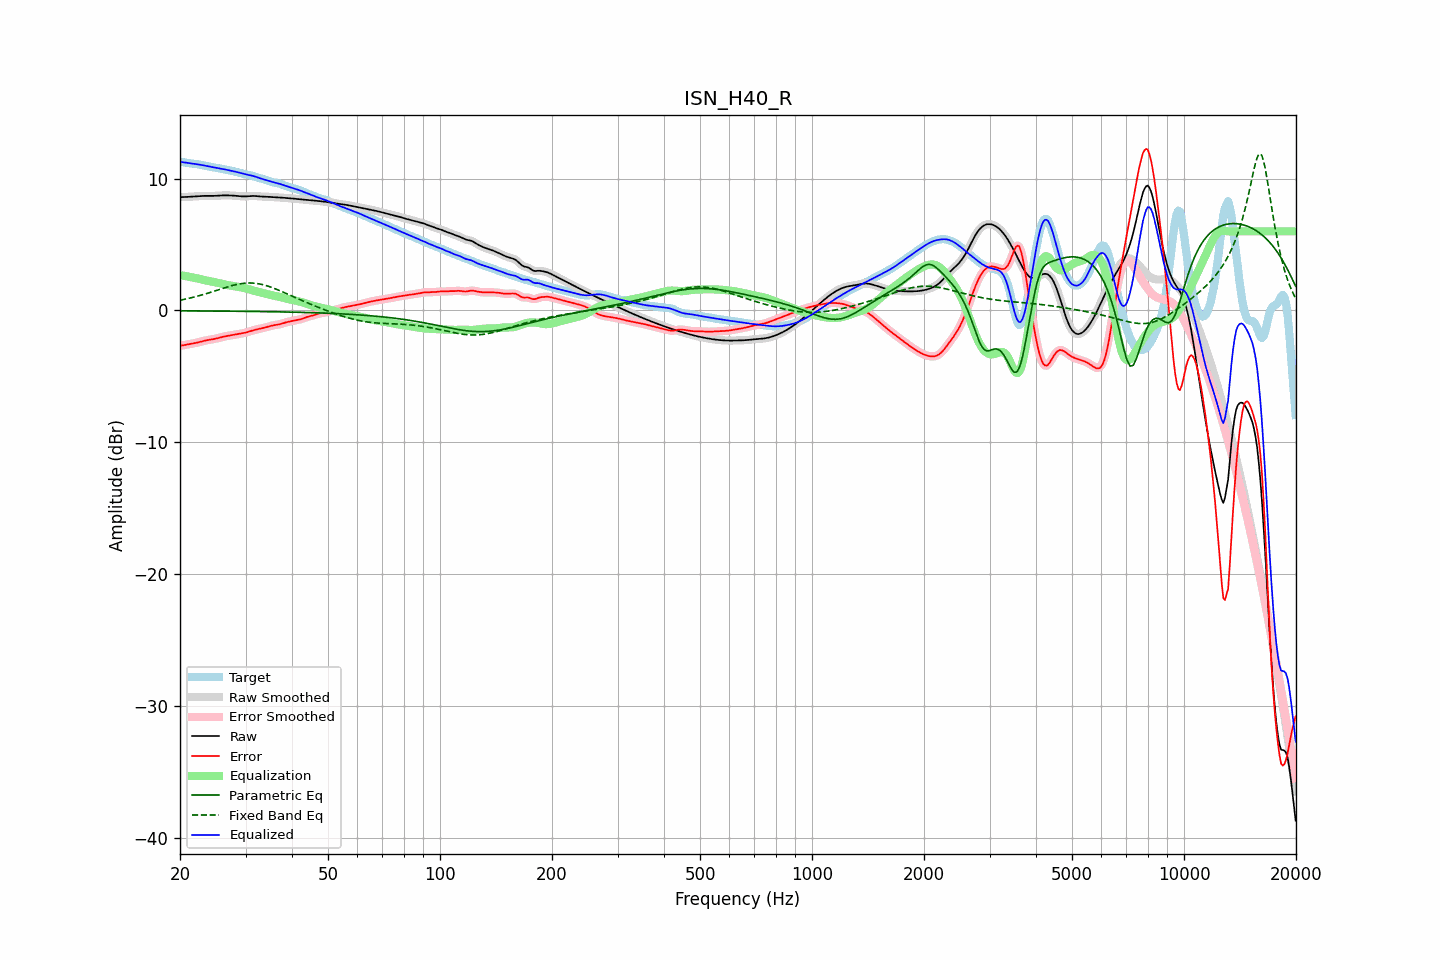 ISN_H40_R
Amplitude (dBr)
10
0
−10
−20
−30
−40
Target
Raw Smoothed
Error Smoothed
Raw
Error
Equalization
Parametric Eq
Fixed Band Eq
Equalized
20 50 100 200 500 1000 2000 5000 10000 20000
Frequency (Hz)